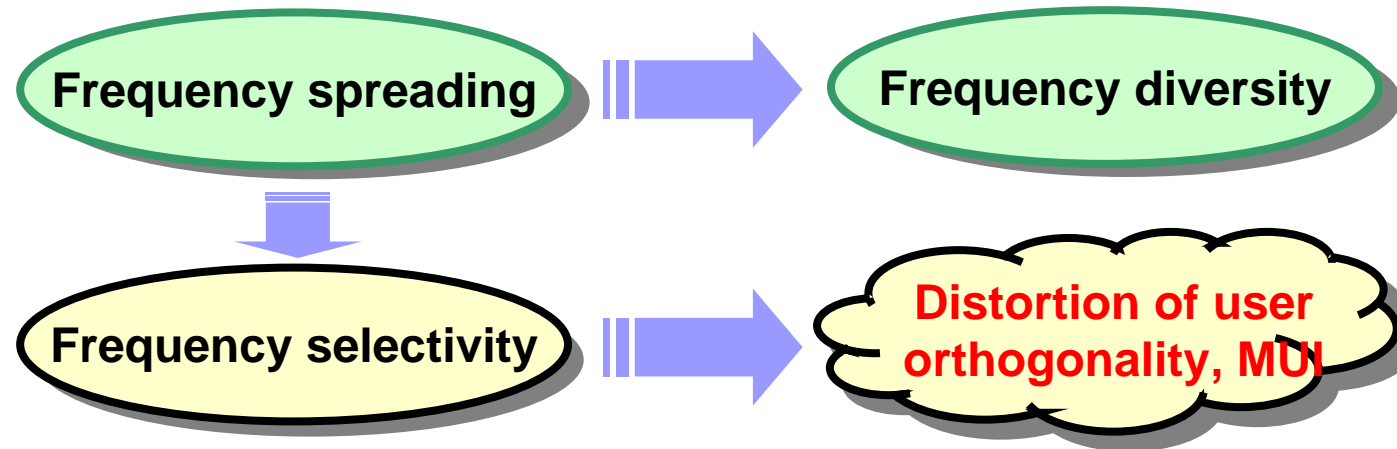 Frequency spreading
Frequency diversity
Frequency selectivity
Distortion of user
orthogonality, MUI